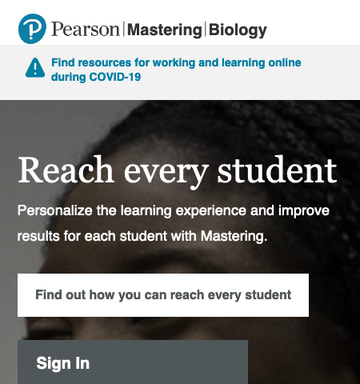 Pearson Mastering Biology
Find resources for working and learning online
during COVID-19
Reach every student
Personalize the learning experience and improve
results for each student with Mastering.
Find out how you can reach every student
Sign In